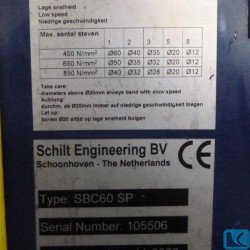 Lage snelheid
Low speed
Niedrige geschwindigkeit
Max. aantal staven 1 2 3 5 8
450 N/mm² Ø60 Ø40 Ø35 Ø20 Ø12
650 N/mm² Ø50 Ø40 Ø35 Ø20 Ø12
850 N/mm² Ø40 Ø32 Ø28 Ø20 Ø12
Take care:
diameters above Ø20mm always bend with slow speed
Achtung:
durchm. ab Ø20mm immer auf niedrige geschwindigkeit biegen
Let op:
boven Ø20 altijd op lage snelheid buigen
Schilt Engineering BV
Schoonhoven - The Netherlands
CE
Type: SBC60 SP
Serial Number: 105506